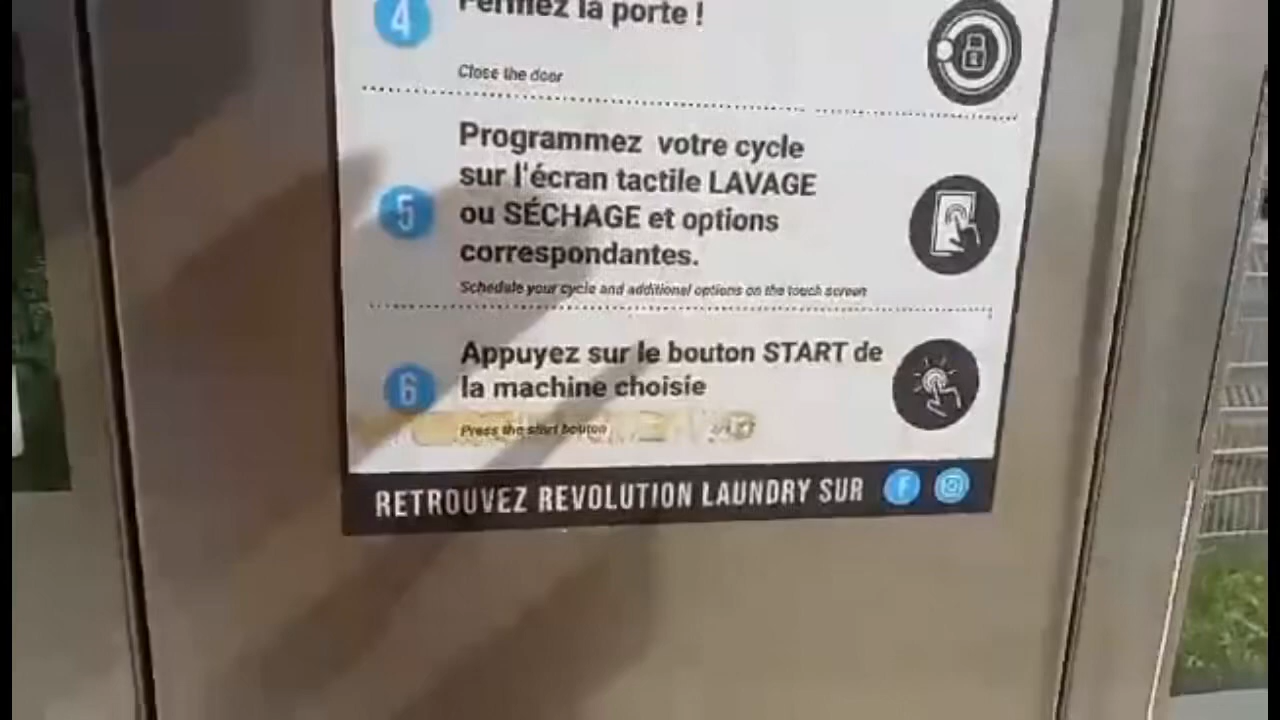 4
Fermez la porte !
Close the door
5
Programmez votre cycle
sur l'écran tactile LAVAGE
ou SÉCHAGE et options
correspondantes.
Schedule your cycle and additional options on the touch screen
6
Appuyez sur le bouton START de
la machine choisie
Press the start bouton
RETROUVEZ REVOLUTION LAUNDRY SUR